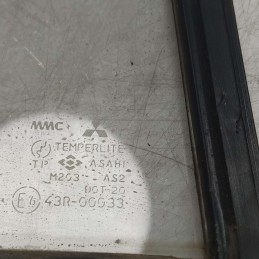 MMC
TEMPERLITE
TP ASAHI
M203 AS2
DOT-20
E4 43R-00033